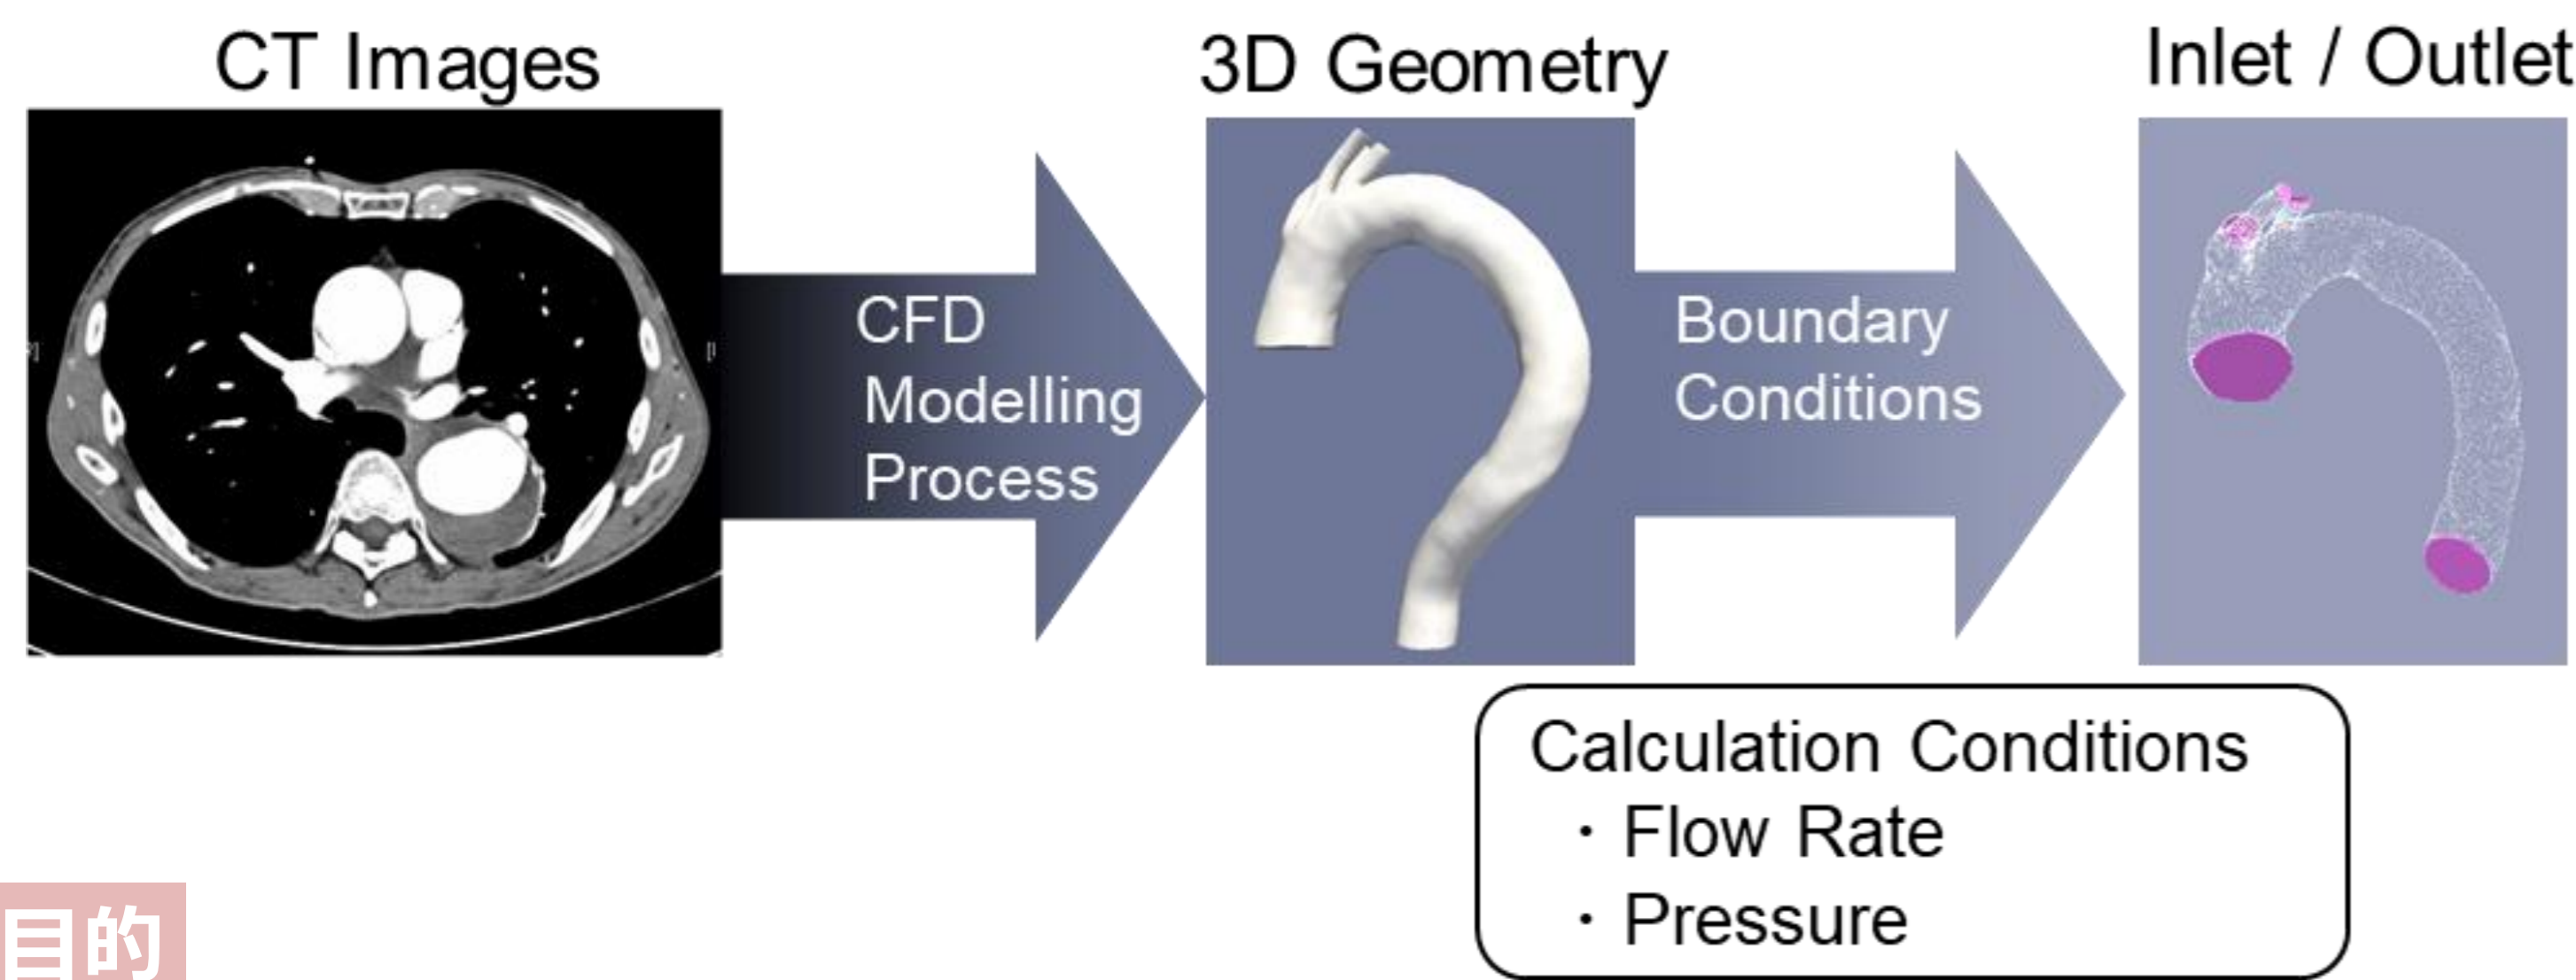 CT Images
3D Geometry
Inlet / Outlet
CFD
Modelling
Process
Boundary
Conditions
Calculation Conditions
・Flow Rate
・Pressure
目的